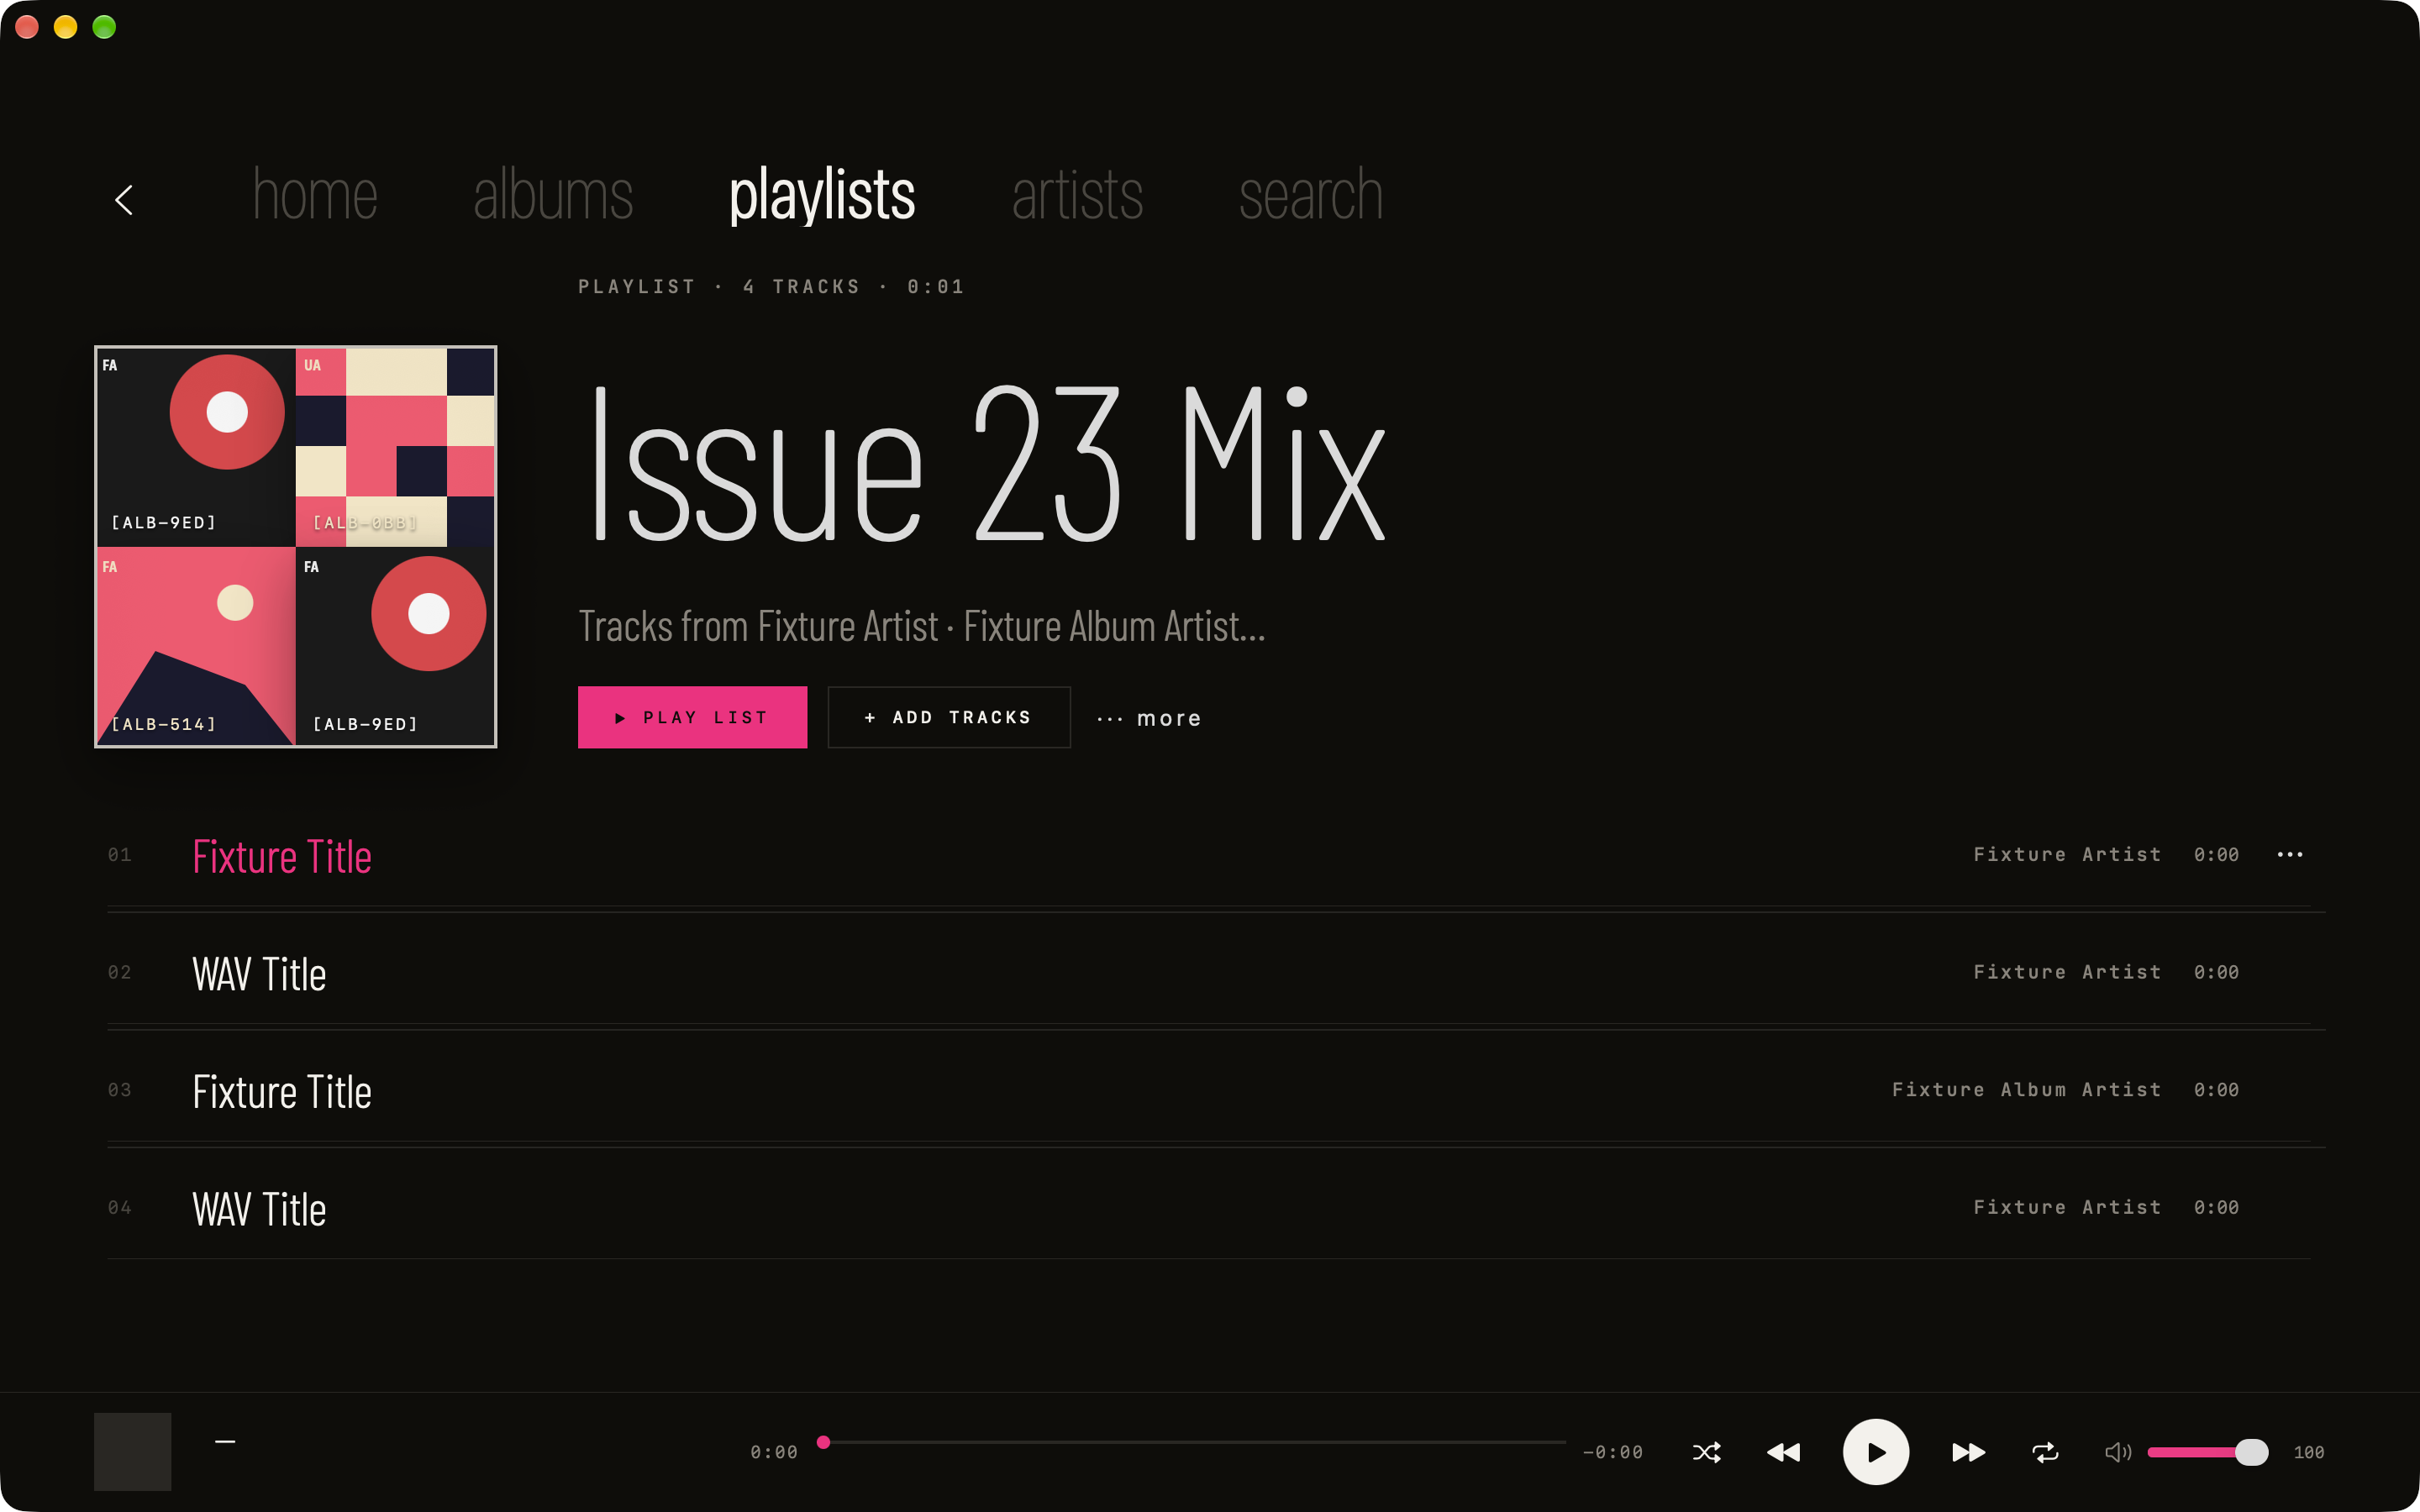 home albums playlists artists search
PLAYLIST · 4 TRACKS · 0:01
FA
UA
[ALB-9ED]
[ALB-0BB]
FA
FA
[ALB-514]
[ALB-9ED]
Issue 23 Mix
Tracks from Fixture Artist · Fixture Album Artist...
PLAY LIST
+ ADD TRACKS
··· more
01 Fixture Title Fixture Artist 0:00 ···
02 WAV Title Fixture Artist 0:00
03 Fixture Title Fixture Album Artist 0:00
04 WAV Title Fixture Artist 0:00
— 0:00 -0:00 100